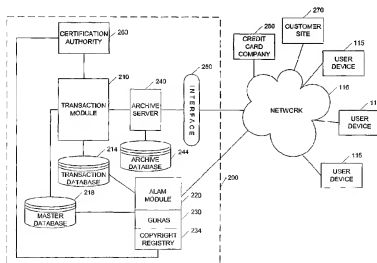 260
CERTIFICATION
AUTHORITY
210
TRANSACTION
MODULE
240
ARCHIVE
SERVER
250
INTERFACE
280
CREDIT
CARD
COMPANY
270
CUSTOMER
SITE
115
USER
DEVICE
116
NETWORK
USER
DEVICE
115
USER
DEVICE
214
TRANSACTION
DATABASE
244
ARCHIVE
DATABASE
218
MASTER
DATABASE
ALAM
MODULE
220
GURAS
230
COPYRIGHT
REGISTRY
234
200